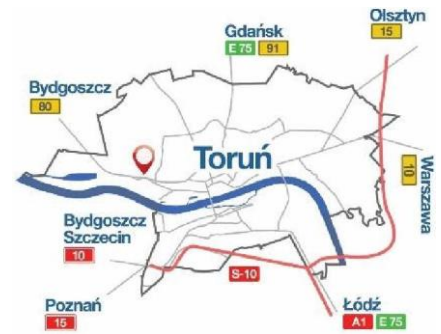 Olsztyn
15
Gdańsk
E 75 91
Bydgoszcz
80
Toruń
10
Warszawa
Bydgoszcz
Szczecin
10
S-10
Poznań
15
Łódź
A1 E 75